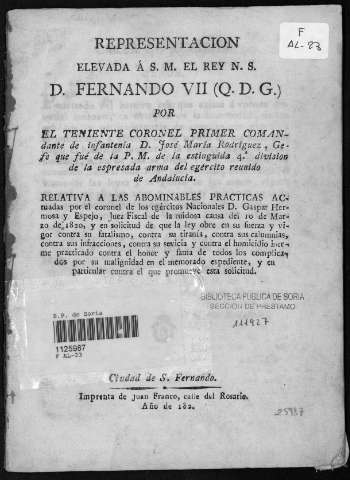 F
AL-23
REPRESENTACION
ELEVADA Á S. M. EL REY N. S.
D. FERNANDO VII (Q. D. G.)
POR
EL TENIENTE CORONEL PRIMER COMAN-
dante de infanteria D. José María Rodriguez, Ge-
fe que fué de la P. M. de la estinguida 4.ª division
de la espresada arma del egército reunido
de Andalucia.
RELATIVA A LAS ABOMINABLES PRACTICAS AC-
tuadas por el coronel de los egércitos Nacionales D. Gaspar Her-
mosa y Espejo, Juez Fiscal de la ruidosa causa del 10 de Mar-
zo de 1820, y en solicitud de que la ley obre en su fuerza y vi-
gor contra su fatalismo, contra su tiranía, contra sus calumnias,
contra sus infracciones, contra su sevicia y contra el homicidio iner-
me practicado contra el honor y fama de todos los complica-
dos por su malignidad en el memorado espediente, y en
particular contra el que promueve esta solicitud.
BIBLIOTECA PUBLICA DE SORIA
SECCION DE PRESTAMO
B.P. de Soria
1125987
F AL-23
Ciudad de S. Fernando.
Imprenta de Juan Franco, calle del Rosario.
Año de 182.